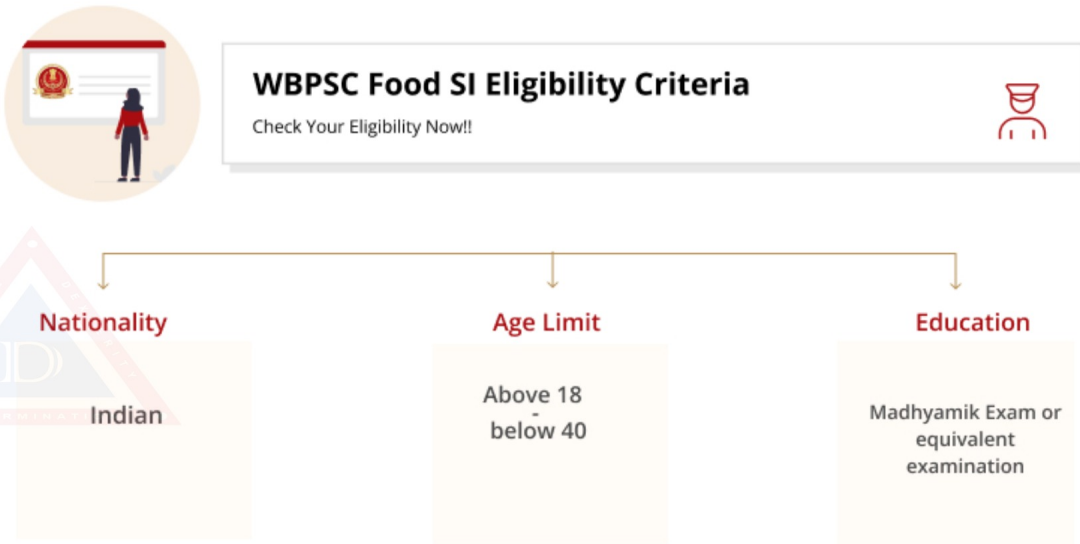 WBPSC Food SI Eligibility Criteria
Check Your Eligibility Now!!
Nationality
Indian
Age Limit
Above 18
-
below 40
Education
Madhyamik Exam or
equivalent
examination